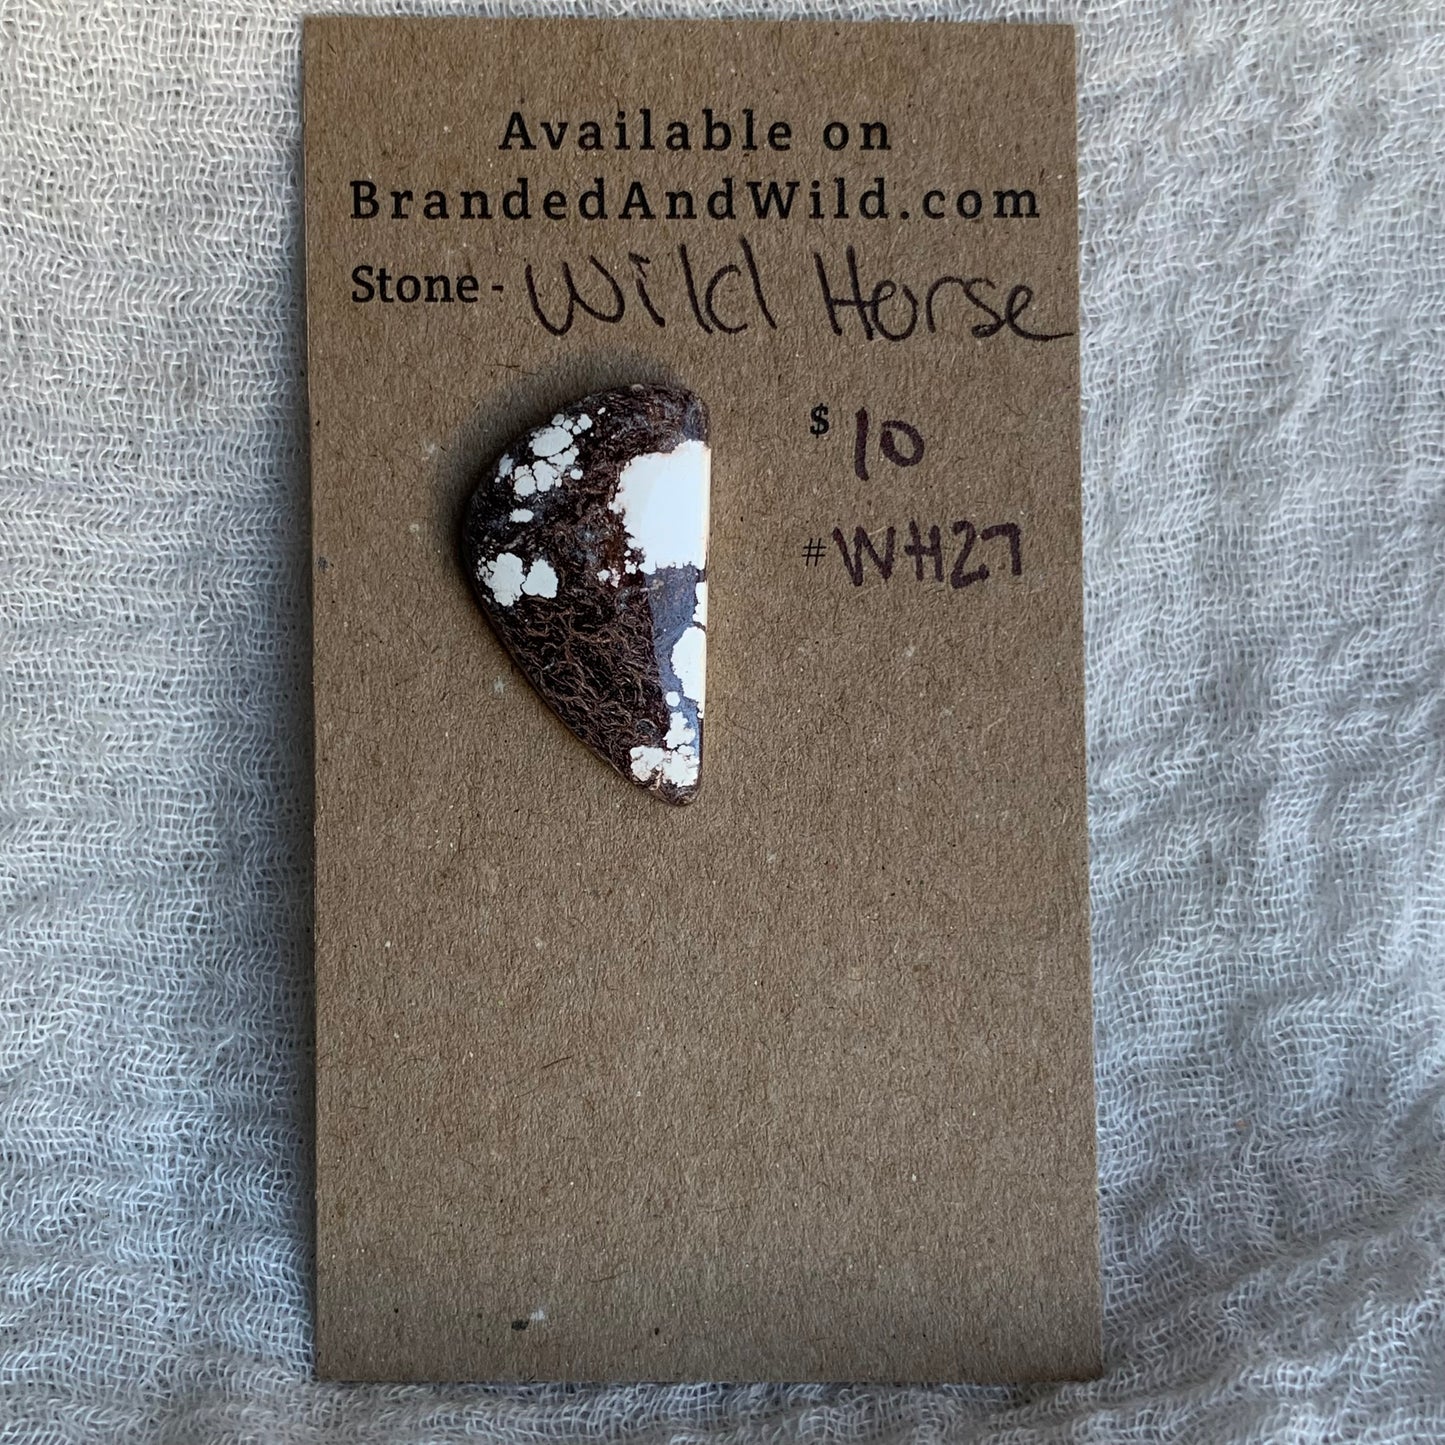 Available on
BrandedAndWild.com
Stone - Wild Horse
$ 10
# WH27